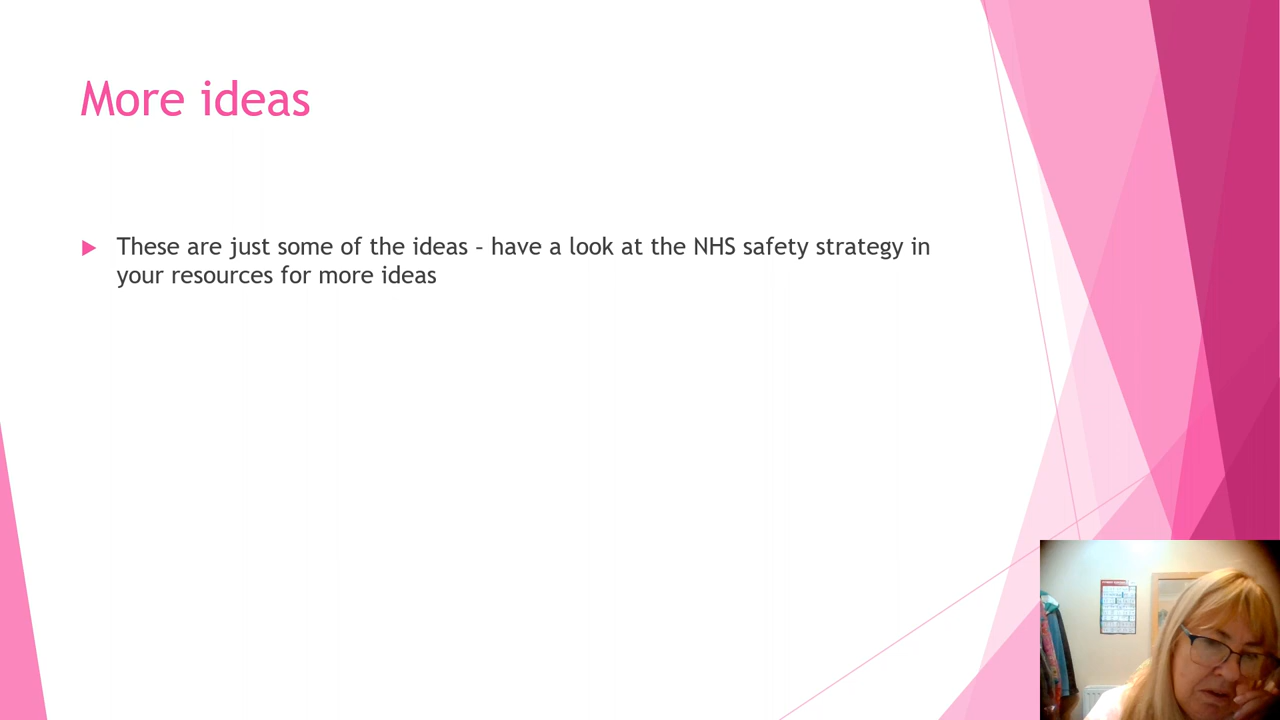 More ideas
These are just some of the ideas – have a look at the NHS safety strategy in
your resources for more ideas